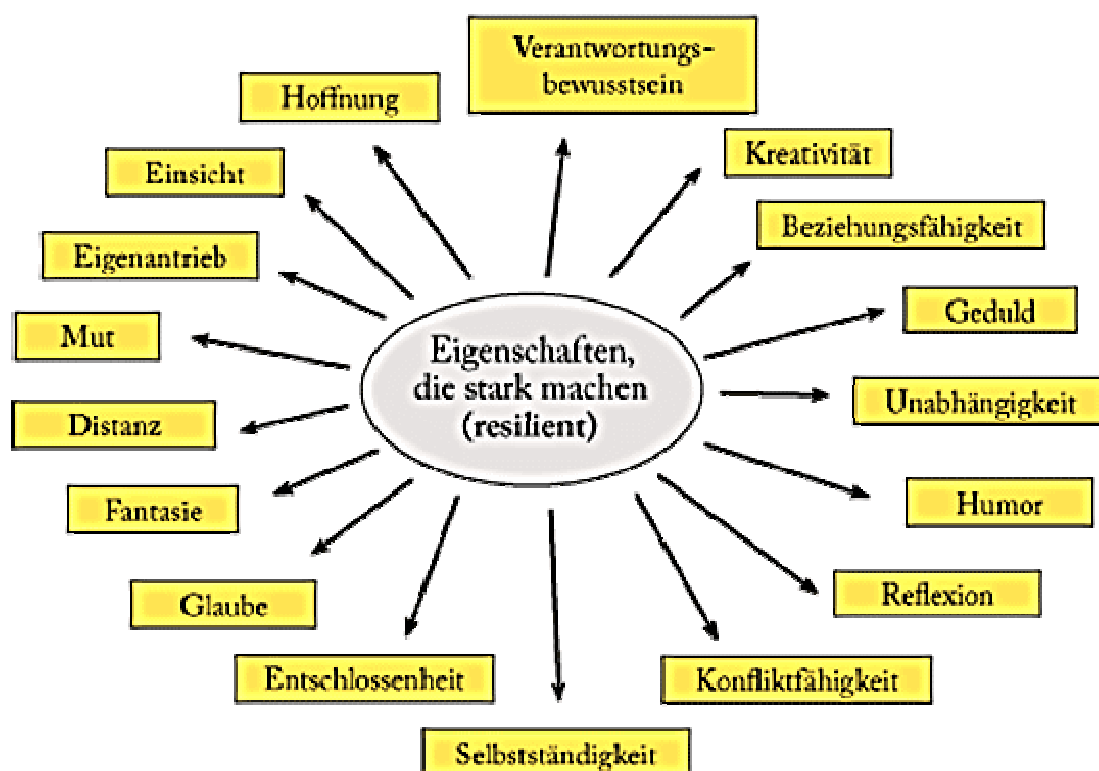 Verantwortungs-
bewusstsein
Hoffnung
Kreativität
Einsicht
Beziehungsfähigkeit
Eigenantrieb
Geduld
Mut
Eigenschaften,
die stark machen
(resilient)
Unabhängigkeit
Distanz
Humor
Fantasie
Reflexion
Glaube
Entschlossenheit
Konfliktfähigkeit
Selbstständigkeit